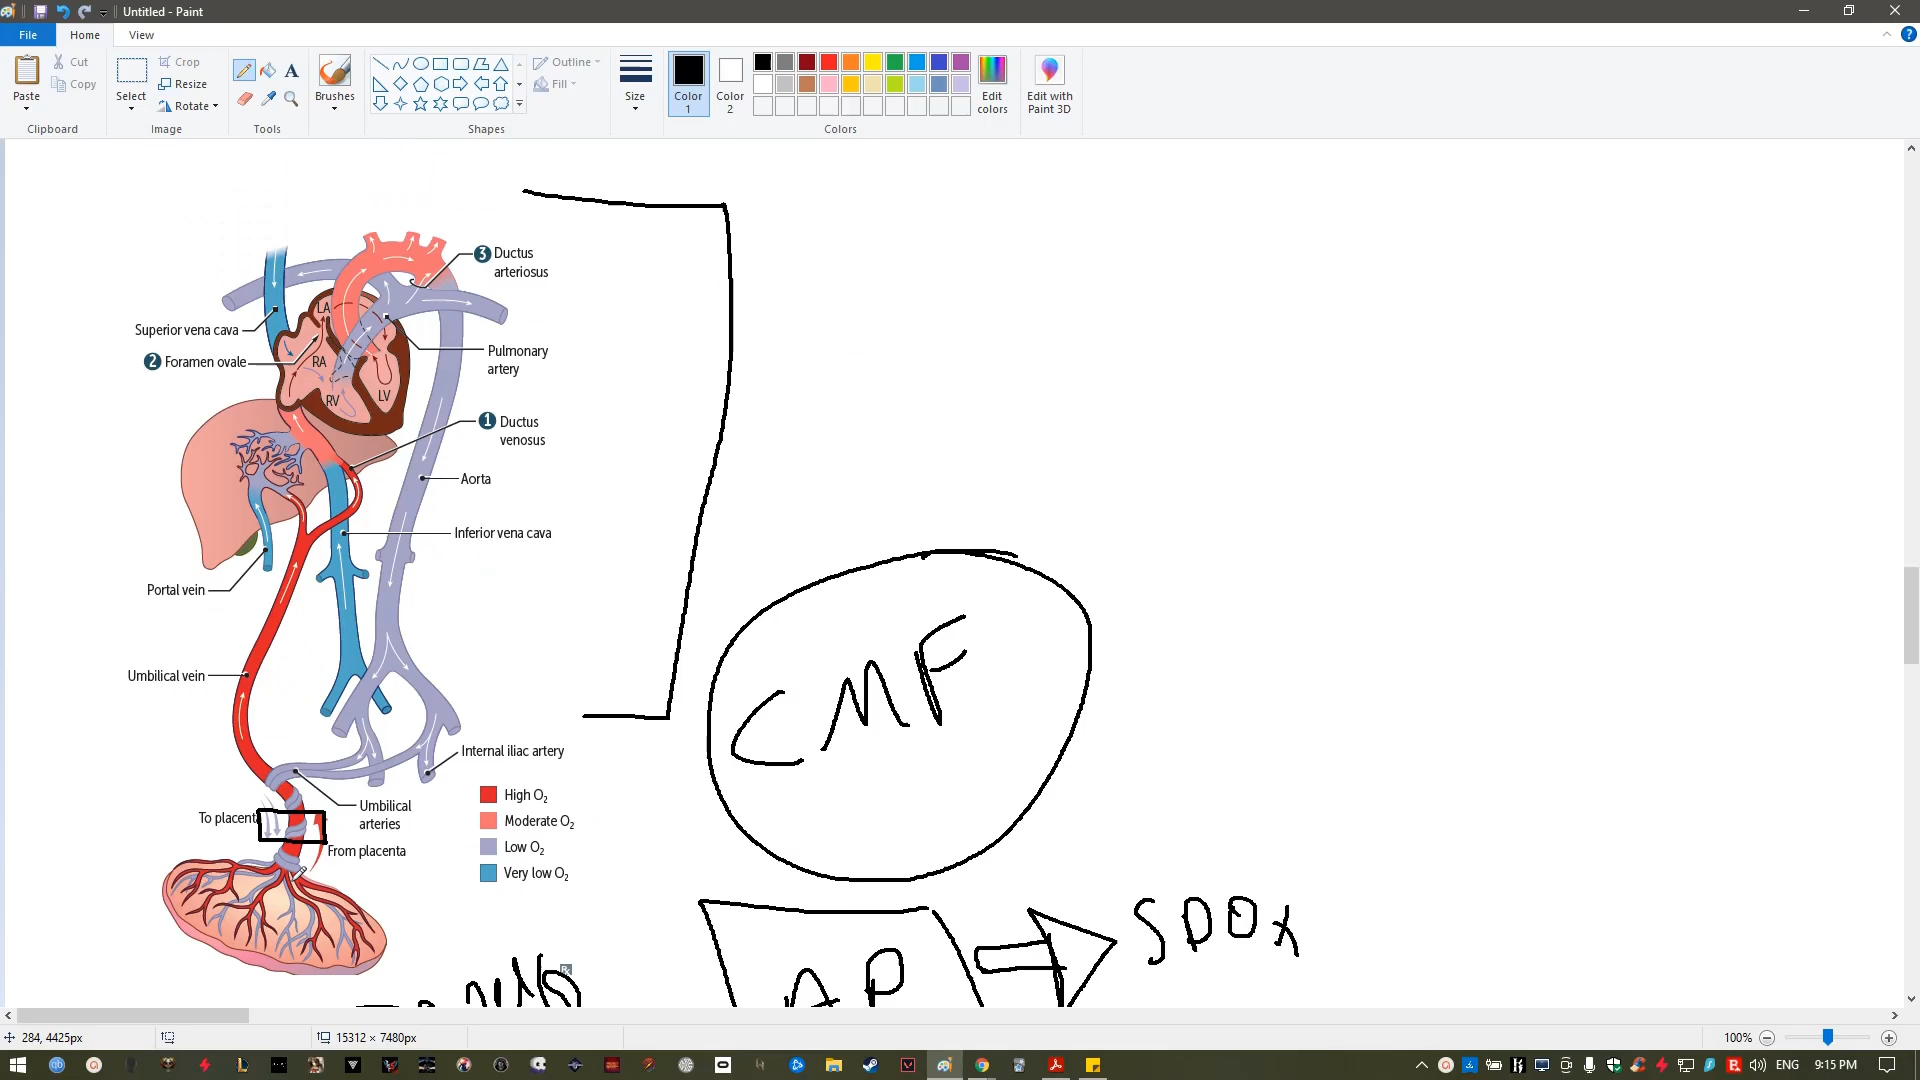 Untitled - Paint
File
Home
View
Paste
Cut
Copy
Clipboard
Select
Crop
Resize
Rotate
Image
Tools
Brushes
Shapes
Outline
Fill
Size
Color 1
Color 2
Edit colors
Edit with Paint 3D
Colors
3 Ductus arteriosus
LA
Superior vena cava
2 Foramen ovale
RA
Pulmonary artery
RV
LV
1 Ductus venosus
Aorta
Inferior vena cava
Portal vein
Umbilical vein
CMF
Internal iliac artery
Umbilical arteries
To placent
From placenta
High O₂
Moderate O₂
Low O₂
Very low O₂
AP
SDOX
284, 4425px
15312 × 7480px
100%
ENG
9:15 PM